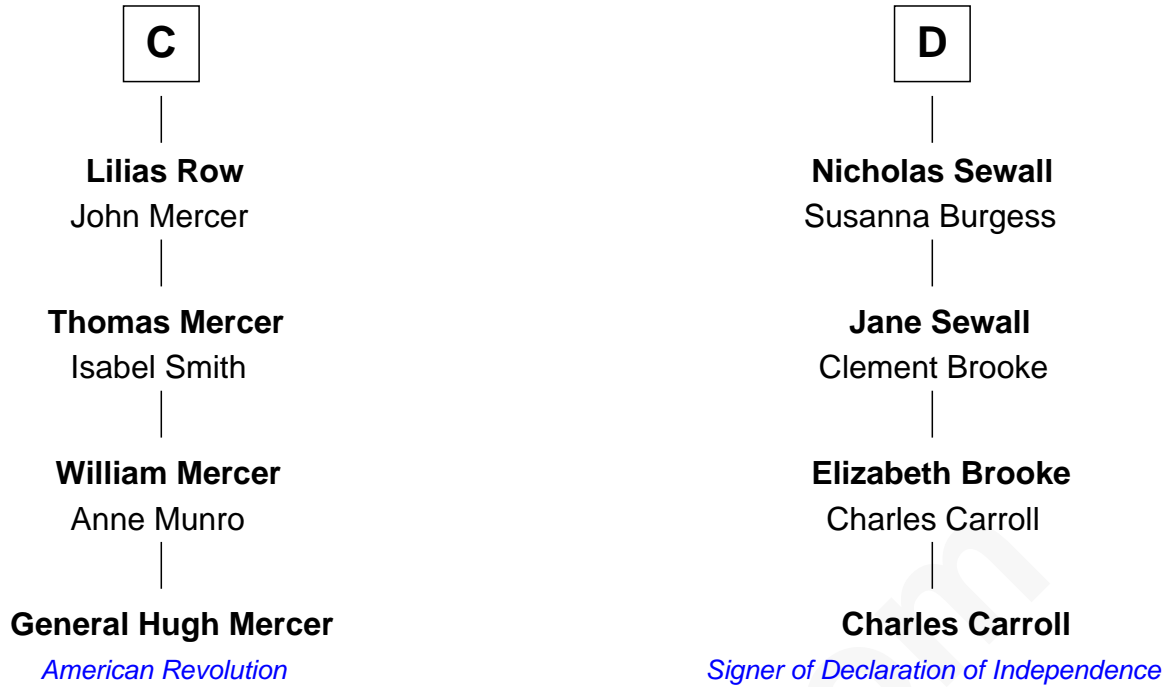 C
Lilias Row
John Mercer
Thomas Mercer
Isabel Smith
William Mercer
Anne Munro
General Hugh Mercer
American Revolution
D
Nicholas Sewall
Susanna Burgess
Jane Sewall
Clement Brooke
Elizabeth Brooke
Charles Carroll
Charles Carroll
Signer of Declaration of Independence